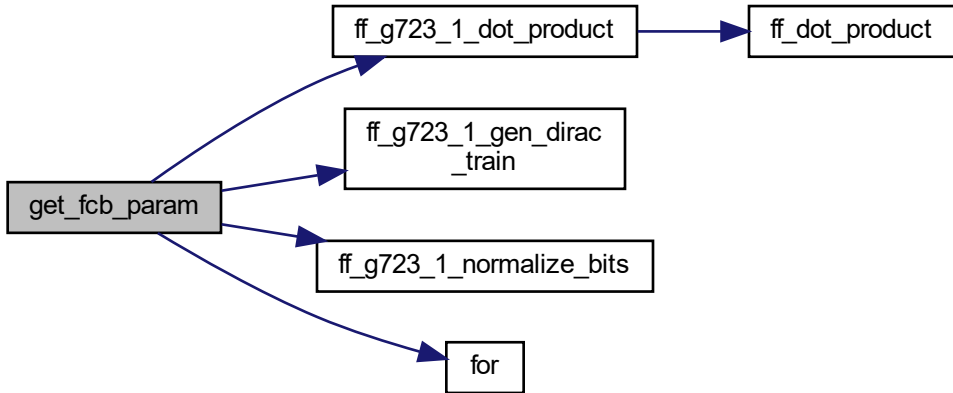 ff_g723_1_dot_product
ff_dot_product
ff_g723_1_gen_dirac
_train
get_fcb_param
ff_g723_1_normalize_bits
for